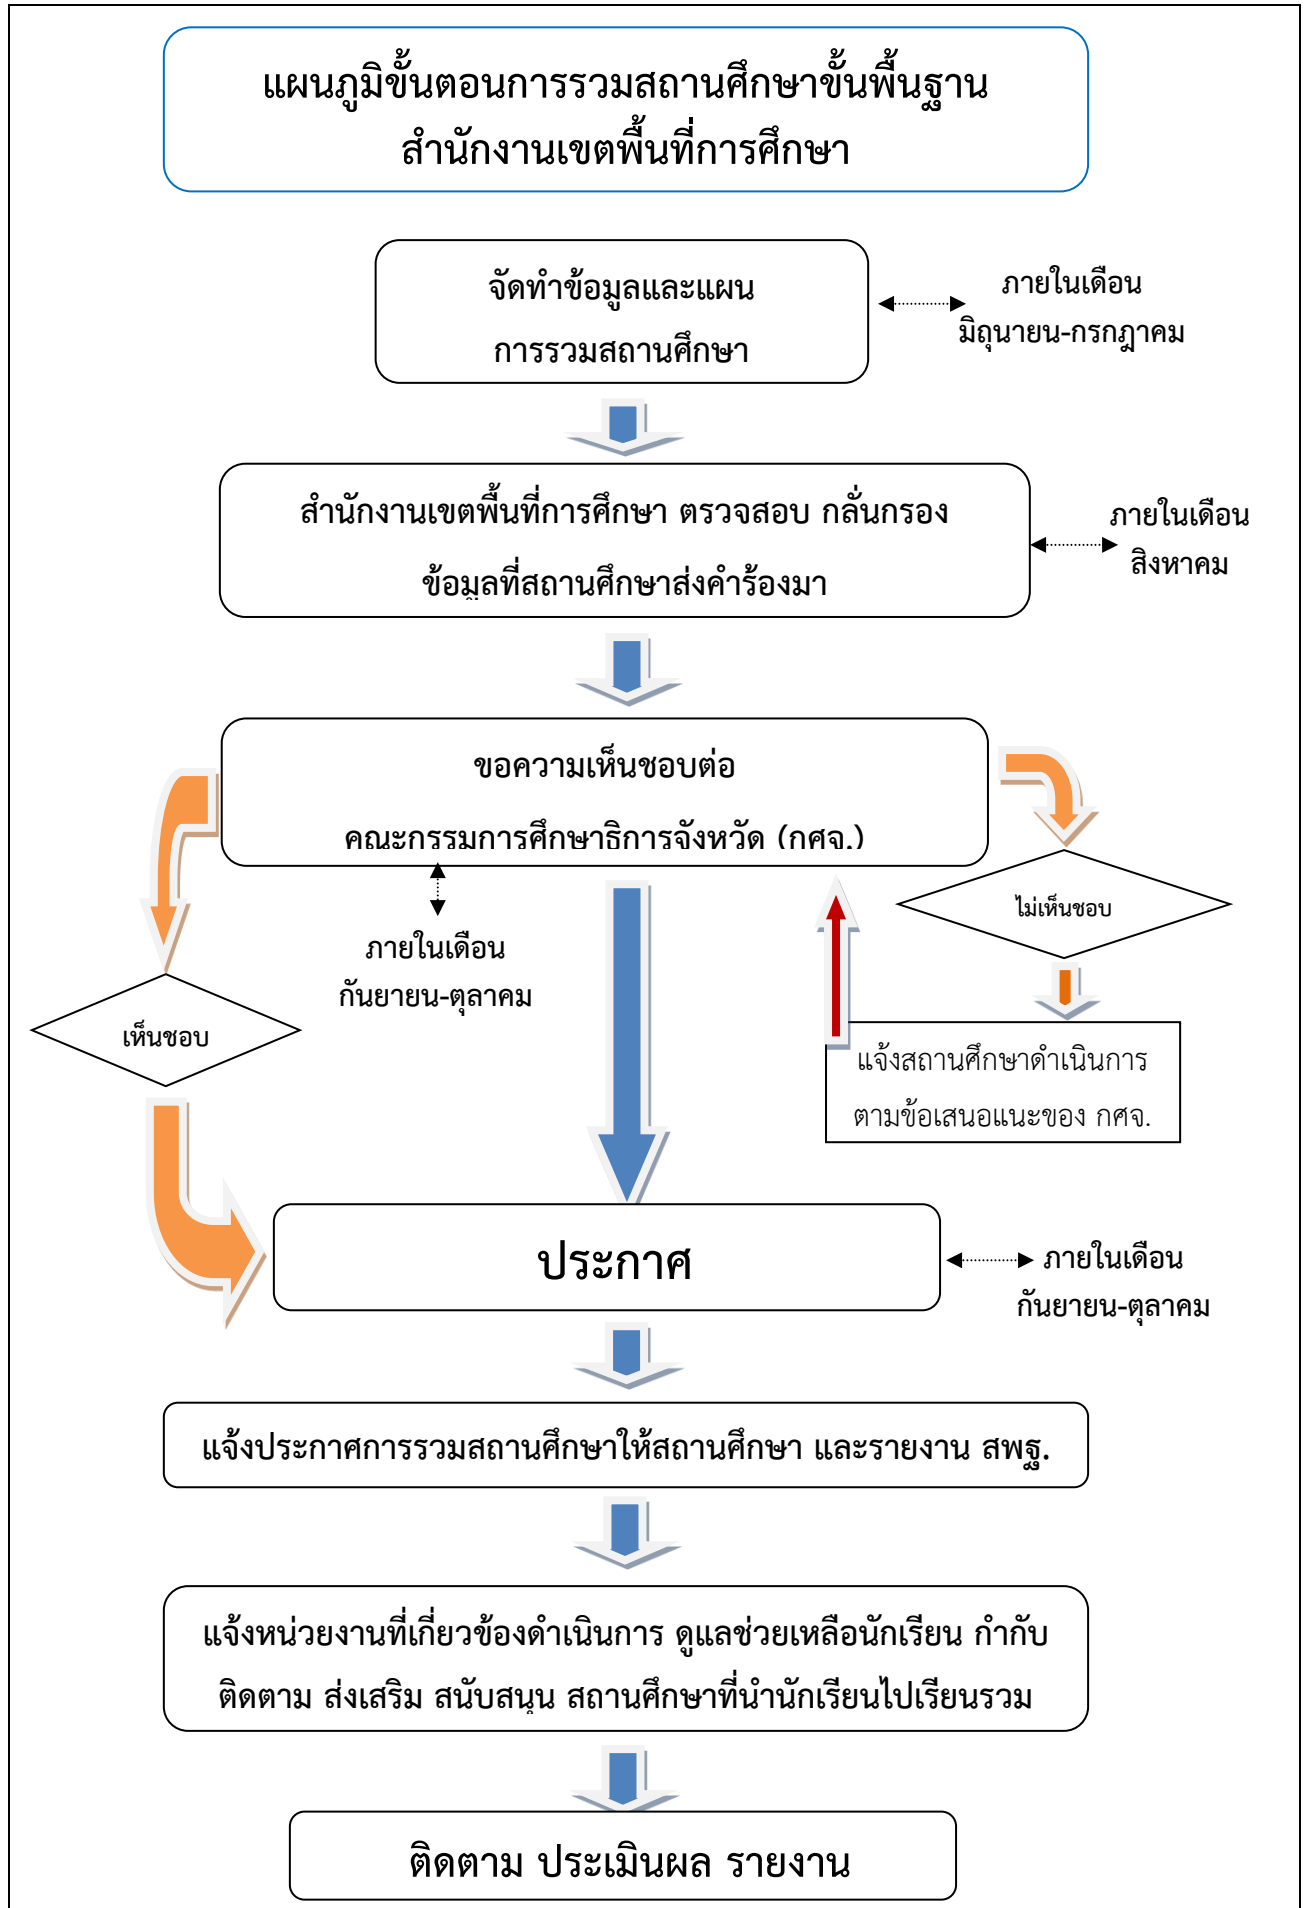 แผนภูมิขั้นตอนการรวมสถานศึกษาขั้นพื้นฐาน
สำนักงานเขตพื้นที่การศึกษา
จัดทำข้อมูลและแผน
การรวมสถานศึกษา
ภายในเดือน
มิถุนายน-กรกฎาคม
สำนักงานเขตพื้นที่การศึกษา ตรวจสอบ กลั่นกรอง
ข้อมูลที่สถานศึกษาส่งคำร้องมา
ภายในเดือน
สิงหาคม
ขอความเห็นชอบต่อ
คณะกรรมการศึกษาธิการจังหวัด (กศจ.)
ไม่เห็นชอบ
ภายในเดือน
กันยายน-ตุลาคม
เห็นชอบ
แจ้งสถานศึกษาดำเนินการ
ตามข้อเสนอแนะของ กศจ.
ประกาศ
ภายในเดือน
กันยายน-ตุลาคม
แจ้งประกาศการรวมสถานศึกษาให้สถานศึกษา และรายงาน สพฐ.
แจ้งหน่วยงานที่เกี่ยวข้องดำเนินการ ดูแลช่วยเหลือนักเรียน กำกับ
ติดตาม ส่งเสริม สนับสนุน สถานศึกษาที่นำนักเรียนไปเรียนรวม
ติดตาม ประเมินผล รายงาน